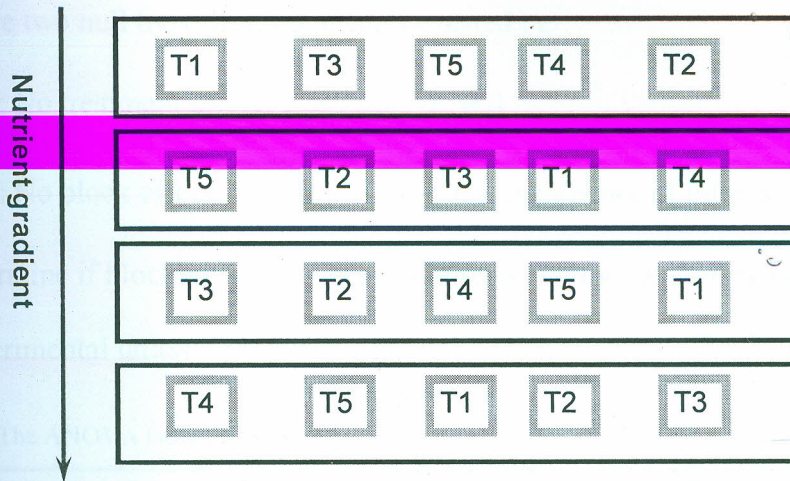 Nutrient gradient
T1 T3 T5 T4 T2
T5 T2 T3 T1 T4
T3 T2 T4 T5 T1
T4 T5 T1 T2 T3